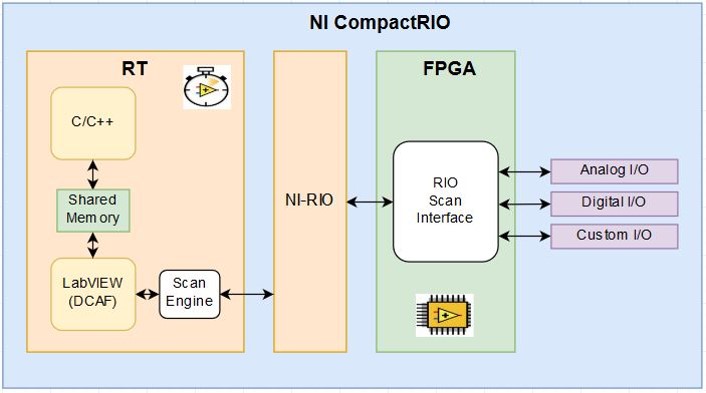 NI CompactRIO
RT
C/C++
Shared
Memory
LabVIEW
(DCAF)
Scan
Engine
NI-RIO
FPGA
RIO
Scan
Interface
Analog I/O
Digital I/O
Custom I/O